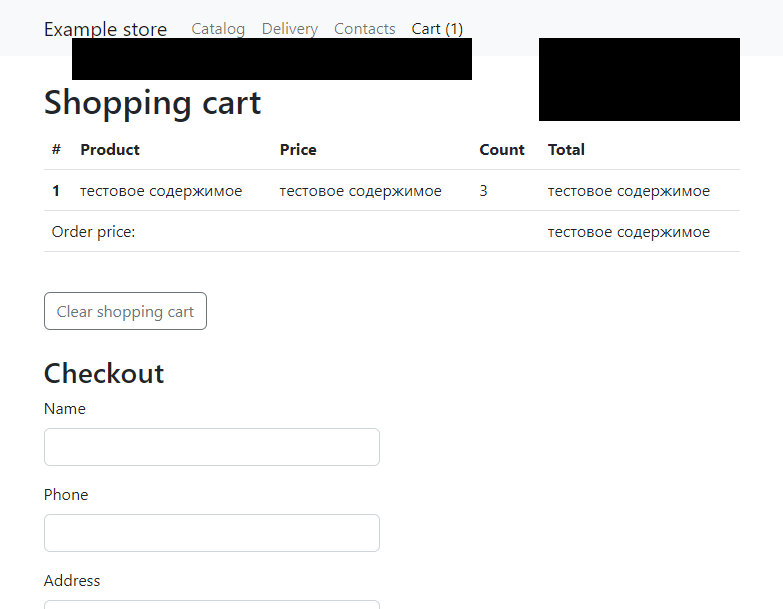 Example store Catalog Delivery Contacts Cart (1)
Shopping cart
# Product Price Count Total
1 тестовое содержимое тестовое содержимое 3 тестовое содержимое
Order price: тестовое содержимое
Clear shopping cart
Checkout
Name
Phone
Address